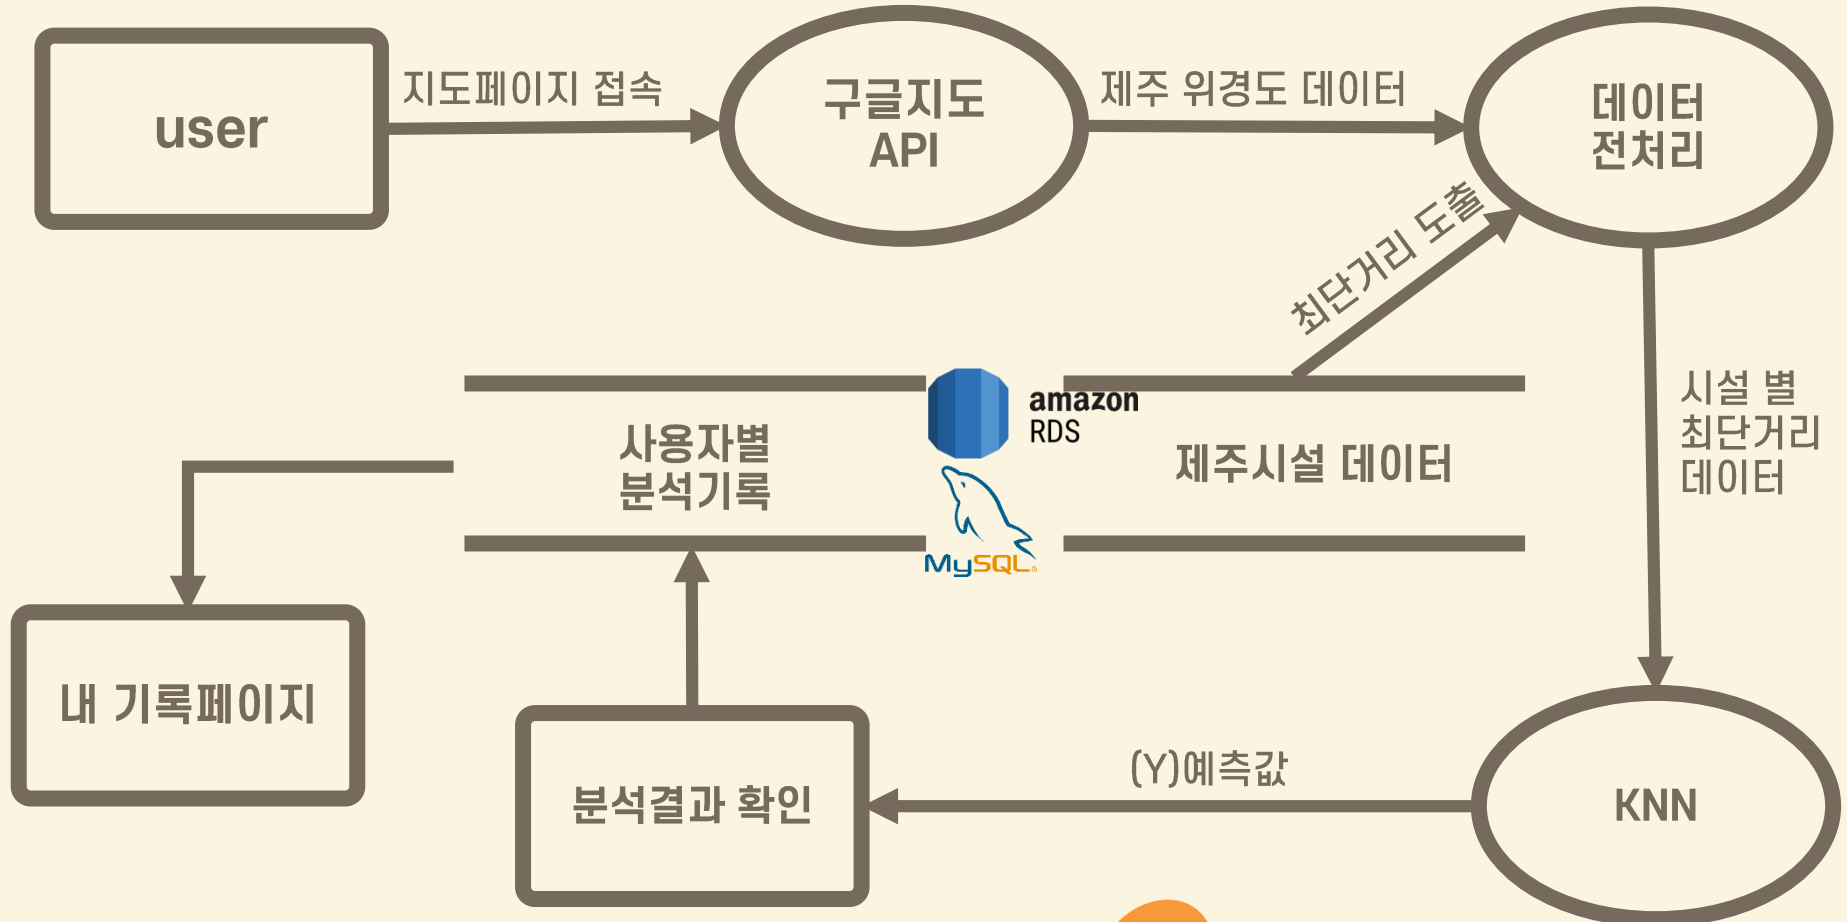 user
지도페이지 접속
구글지도
API
제주 위경도 데이터
데이터
전처리
최단거리 도출
시설 별
최단거리
데이터
사용자별
분석기록
amazon
RDS
MySQL®
제주시설 데이터
내 기록페이지
분석결과 확인
(Y)예측값
KNN